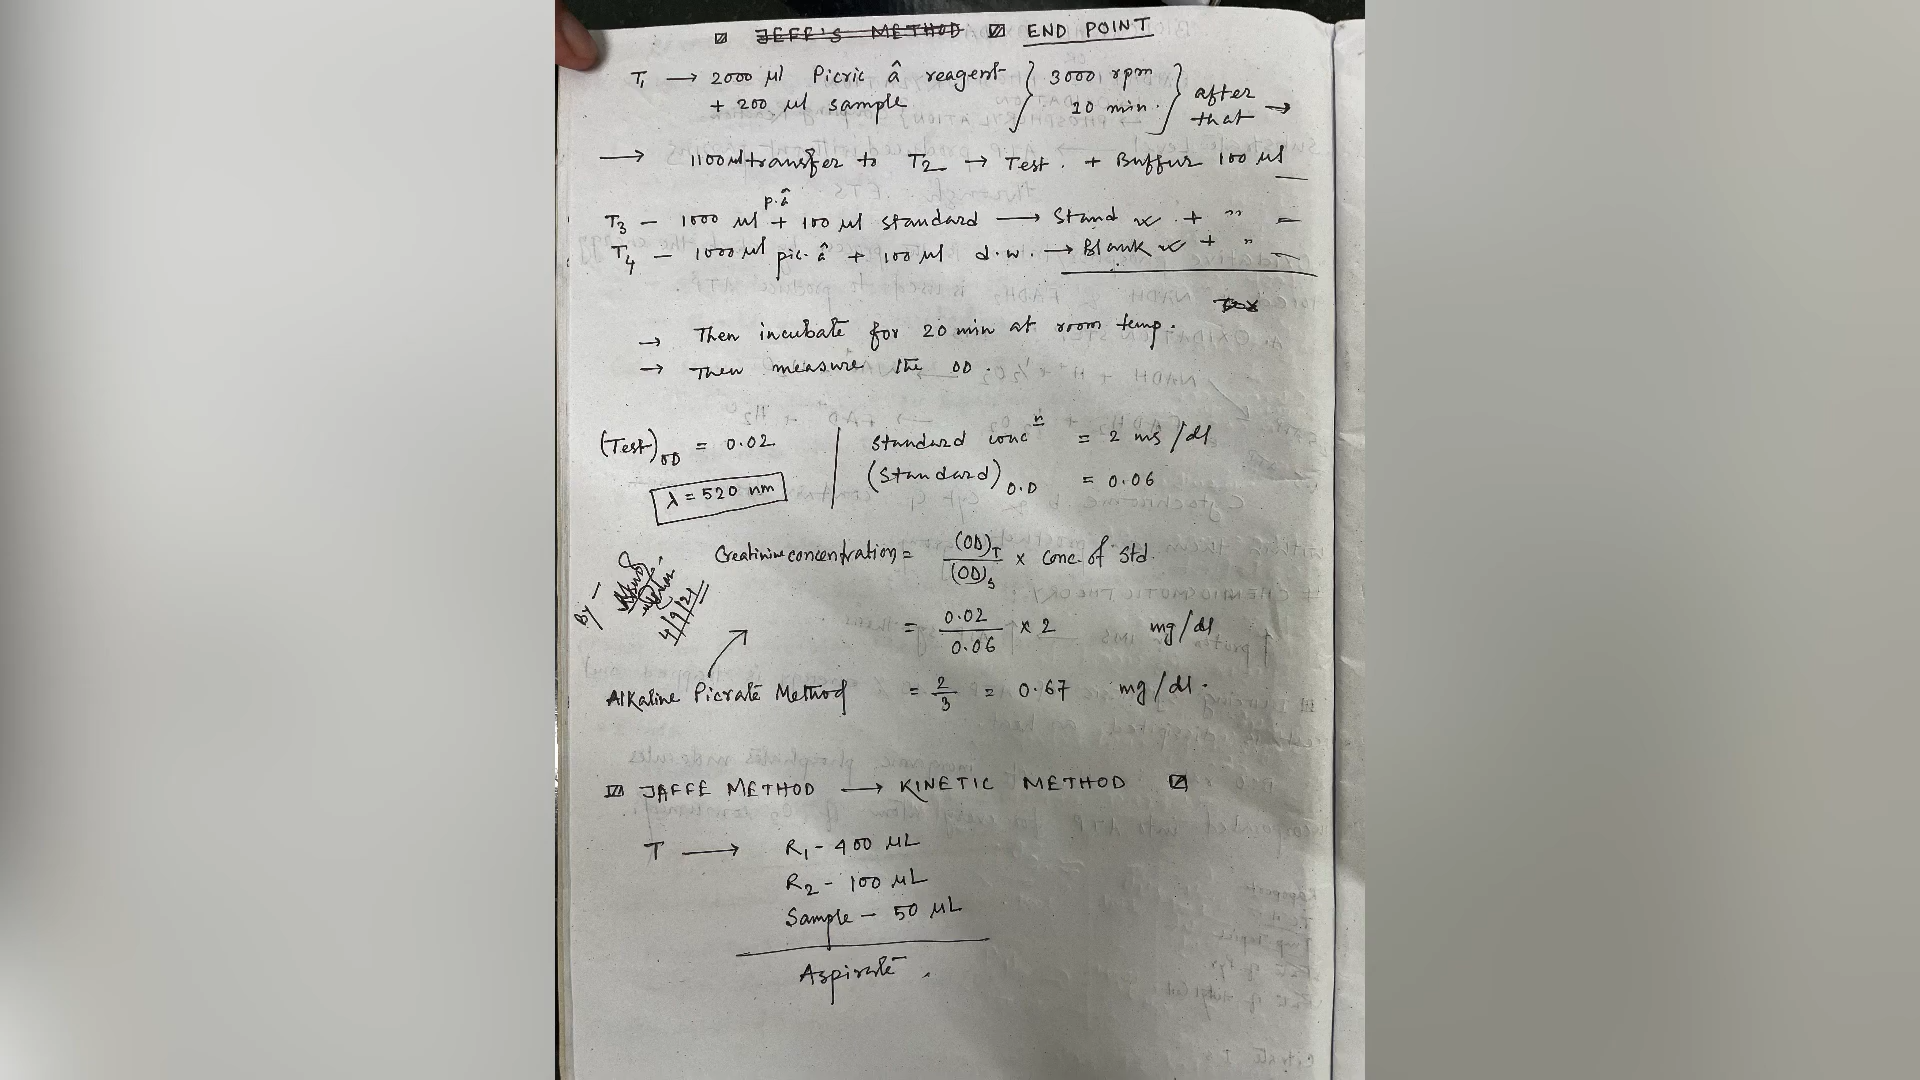 JEFF'S METHOD END POINT
T1 → 2000 µl Picric â reagent } 3000 rpm } after
+ 200 µl sample 10 min. that →
→ 1100 µl transfer to T2 → Test. + Buffer 100 µl
p.â
T3 - 1000 µl + 100 µl standard → Stand + " =
T4 - 1000 µl pic. â + 100 µl d.w. → Blank + "
→ Then incubate for 20 min at room temp.
→ Then measure the OD.
(Test)OD = 0.02 | Standard concn = 2 mg/dl
λ = 520 nm (Standard)O.D = 0.06
Creatinine concentration = (OD)T / (OD)S × conc. of Std.
By -
4/9/21
= 0.02 / 0.06 × 2 mg/dl
Alkaline Picrate Method = 2/3 = 0.67 mg/dl.
JAFFE METHOD → KINETIC METHOD
T → R1 - 400 µL
R2 - 100 µL
Sample - 50 µL
Aspirate.